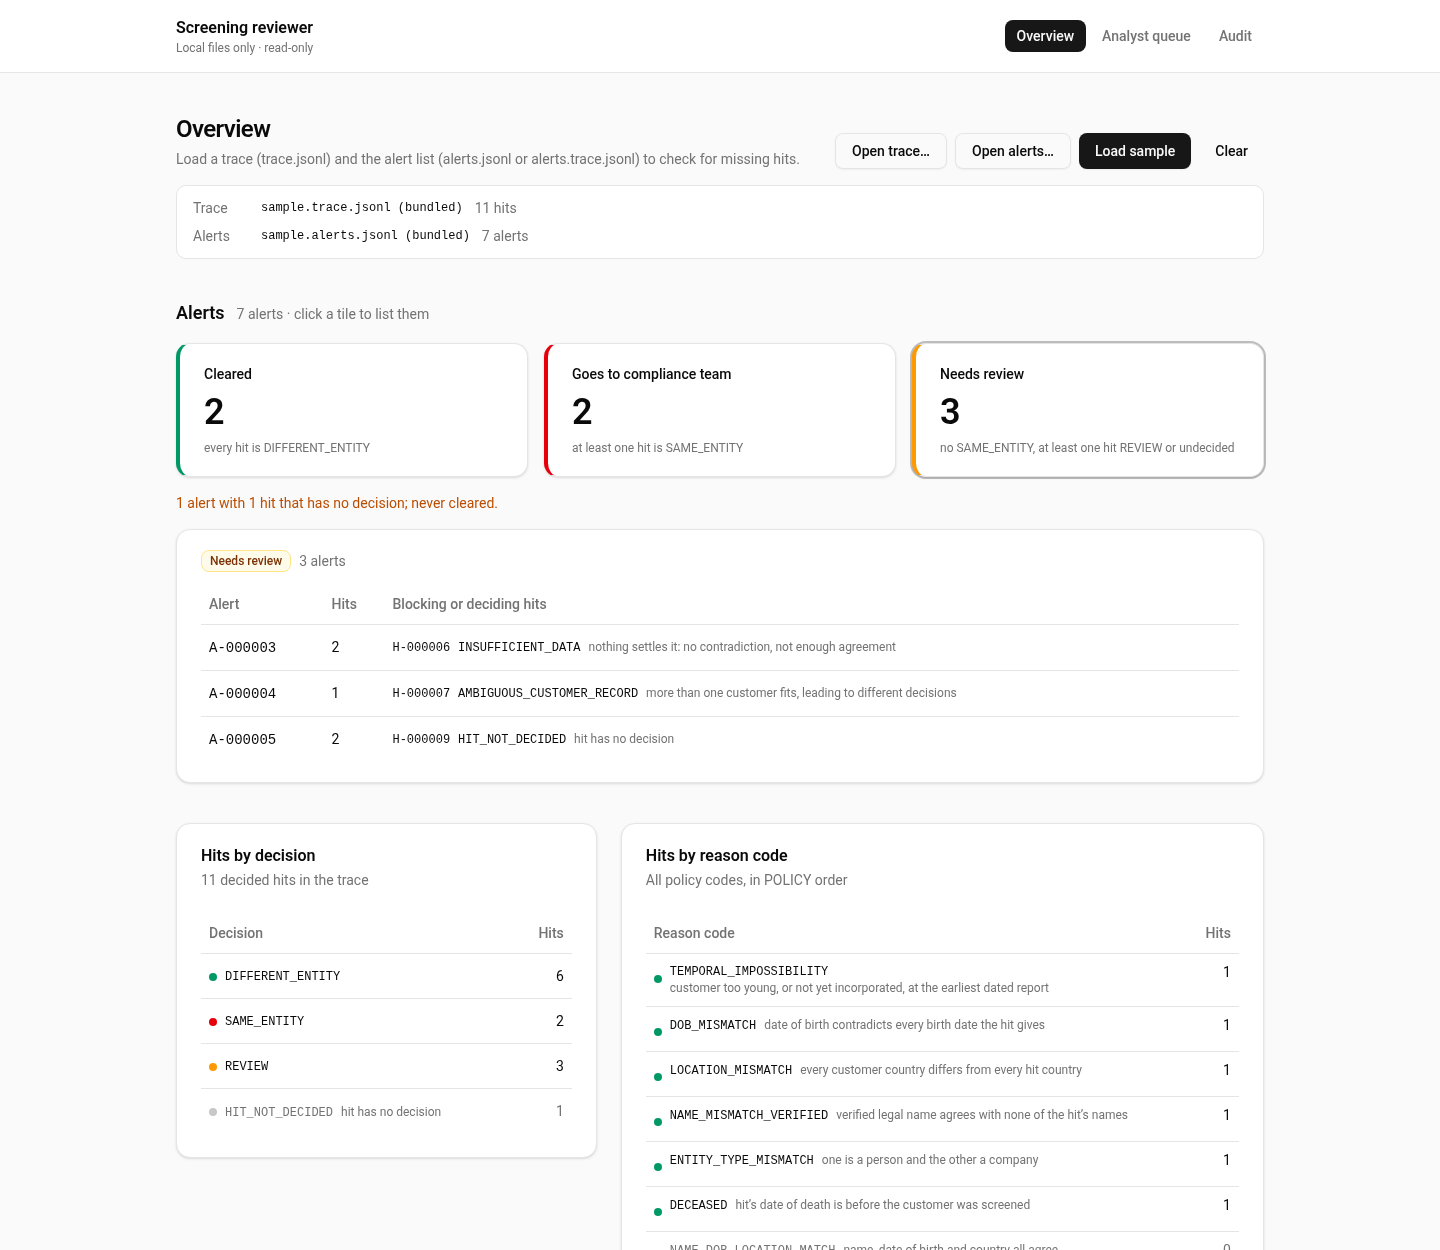 Screening reviewer
Local files only · read-only
Overview
Analyst queue
Audit
Overview
Load a trace (trace.jsonl) and the alert list (alerts.jsonl or alerts.trace.jsonl) to check for missing hits.
Open trace…
Open alerts…
Load sample
Clear
Trace sample.trace.jsonl (bundled) 11 hits
Alerts sample.alerts.jsonl (bundled) 7 alerts
Alerts 7 alerts · click a tile to list them
Cleared
2
every hit is DIFFERENT_ENTITY
Goes to compliance team
2
at least one hit is SAME_ENTITY
Needs review
3
no SAME_ENTITY, at least one hit REVIEW or undecided
1 alert with 1 hit that has no decision; never cleared.
Needs review 3 alerts
Alert Hits Blocking or deciding hits
A-000003 2 H-000006 INSUFFICIENT_DATA nothing settles it: no contradiction, not enough agreement
A-000004 1 H-000007 AMBIGUOUS_CUSTOMER_RECORD more than one customer fits, leading to different decisions
A-000005 2 H-000009 HIT_NOT_DECIDED hit has no decision
Hits by decision
11 decided hits in the trace
Decision Hits
DIFFERENT_ENTITY 6
SAME_ENTITY 2
REVIEW 3
HIT_NOT_DECIDED hit has no decision 1
Hits by reason code
All policy codes, in POLICY order
Reason code Hits
TEMPORAL_IMPOSSIBILITY 1
customer too young, or not yet incorporated, at the earliest dated report
DOB_MISMATCH date of birth contradicts every birth date the hit gives 1
LOCATION_MISMATCH every customer country differs from every hit country 1
NAME_MISMATCH_VERIFIED verified legal name agrees with none of the hit's names 1
ENTITY_TYPE_MISMATCH one is a person and the other a company 1
DECEASED hit's date of death is before the customer was screened 1
NAME_DOB_LOCATION_MATCH name, date of birth and country all agree 0